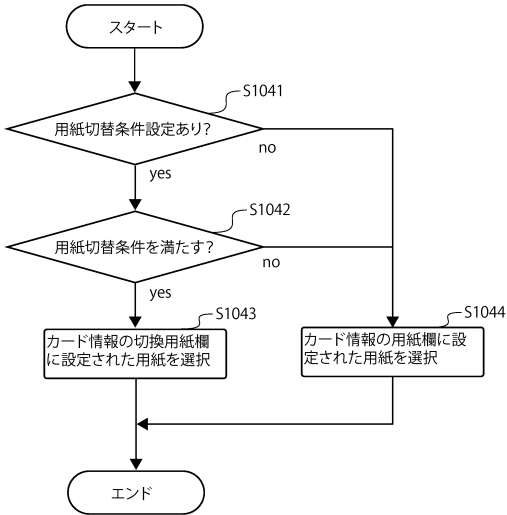 スタート
S1041
用紙切替条件設定あり？
no
yes
S1042
用紙切替条件を満たす？
no
yes
S1043
カード情報の切換用紙欄
に設定された用紙を選択
S1044
カード情報の用紙欄に設
定された用紙を選択
エンド